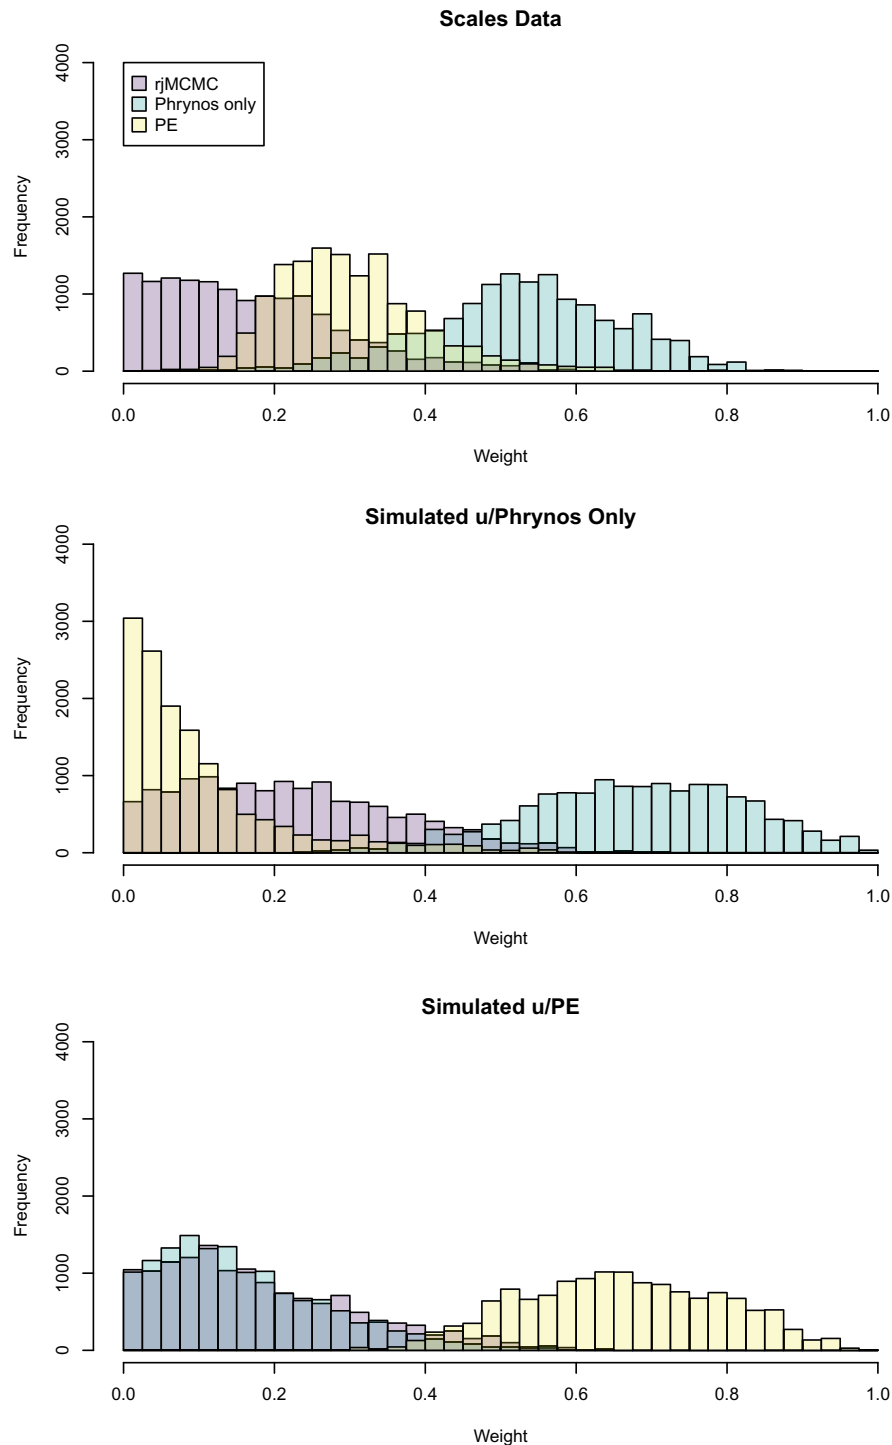 Scales Data
4000
3000
2000
1000
0
Frequency
rjMCMC
Phrynos only
PE
0.0 0.2 0.4 0.6 0.8 1.0
Weight
Simulated u/Phrynos Only
4000
3000
2000
1000
0
Frequency
0.0 0.2 0.4 0.6 0.8 1.0
Weight
Simulated u/PE
4000
3000
2000
1000
0
Frequency
0.0 0.2 0.4 0.6 0.8 1.0
Weight